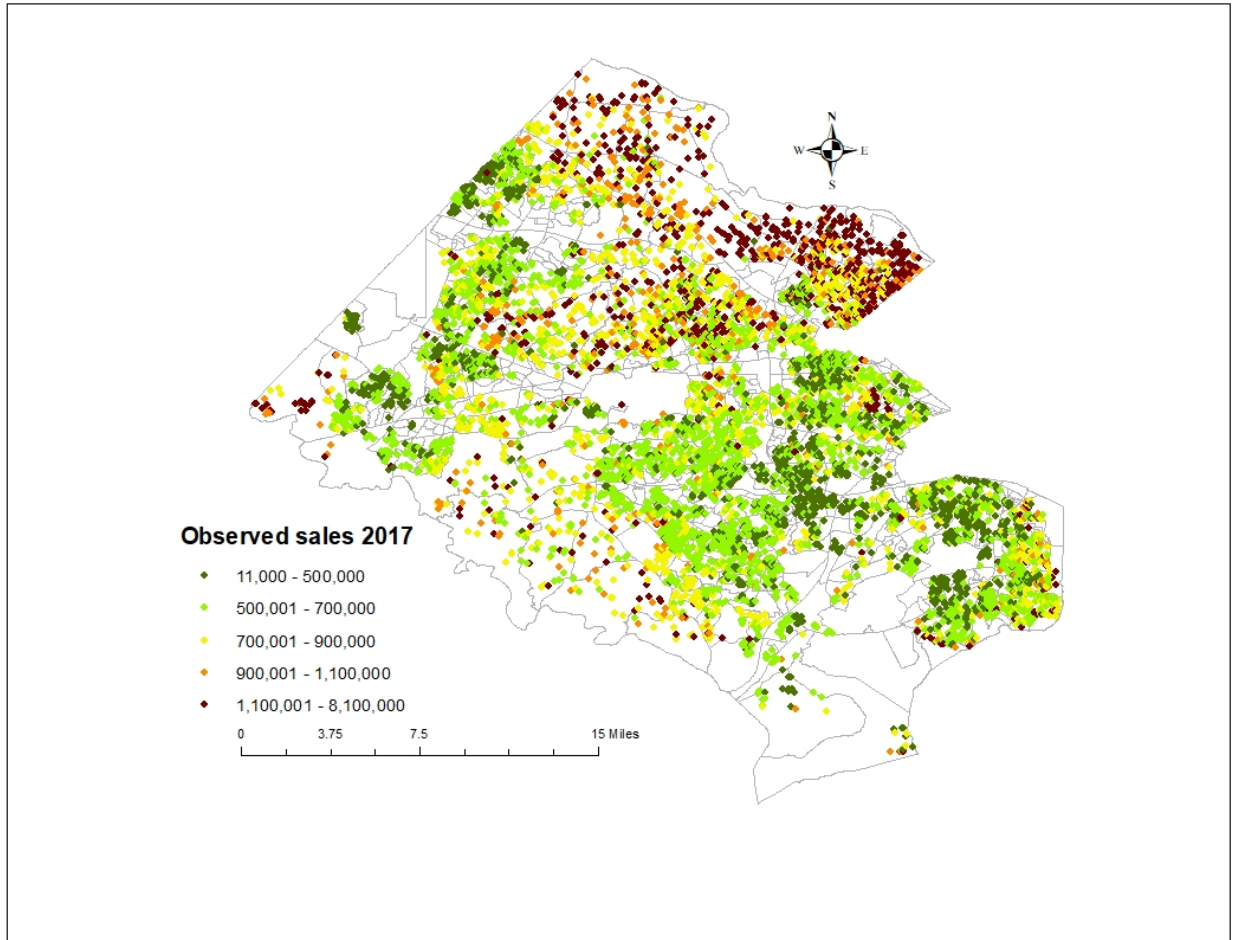 N
W E
S
Observed sales 2017
11,000 - 500,000
500,001 - 700,000
700,001 - 900,000
900,001 - 1,100,000
1,100,001 - 8,100,000
0 3.75 7.5 15 Miles